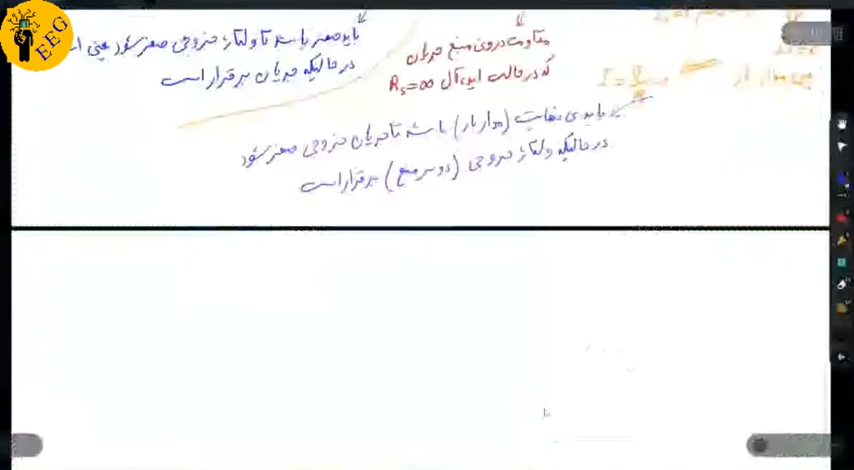 باید صفر باشد تا ولتاژ خروجی صفر شود یعنی
در حالیکه جریان برقرار است
مقاومت درونی منبع جریان
که در حالت ایده‌آل R_s = ∞
I = V
باید بی نهایت (مدار باز) باشد تا جریان خروجی صفر شود
در حالیکه ولتاژ خروجی (دو سر منبع) برقرار است
EEG